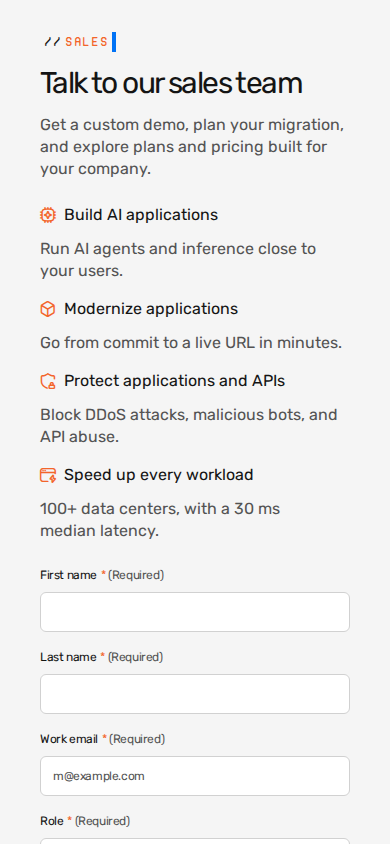 SALES
Talk to our sales team
Get a custom demo, plan your migration,
and explore plans and pricing built for
your company.
Build AI applications
Run AI agents and inference close to
your users.
Modernize applications
Go from commit to a live URL in minutes.
Protect applications and APIs
Block DDoS attacks, malicious bots, and
API abuse.
Speed up every workload
100+ data centers, with a 30 ms
median latency.
First name * (Required)
Last name * (Required)
Work email * (Required)
m@example.com
Role * (Required)